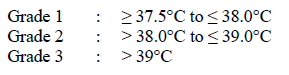 Grade 1 : ≥ 37.5°C to ≤ 38.0°C
Grade 2 : > 38.0°C to ≤ 39.0°C
Grade 3 : > 39°C